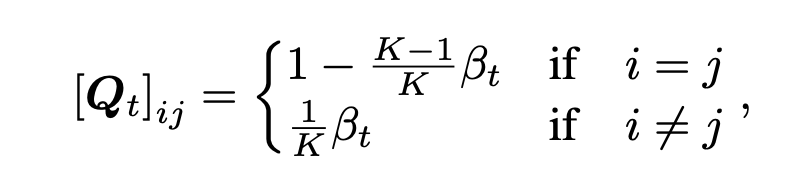 [Q_t]_{ij} = \begin{cases} 1 - \frac{K-1}{K}\beta_t & \text{if} \quad i = j \\ \frac{1}{K}\beta_t & \text{if} \quad i \neq j \end{cases},